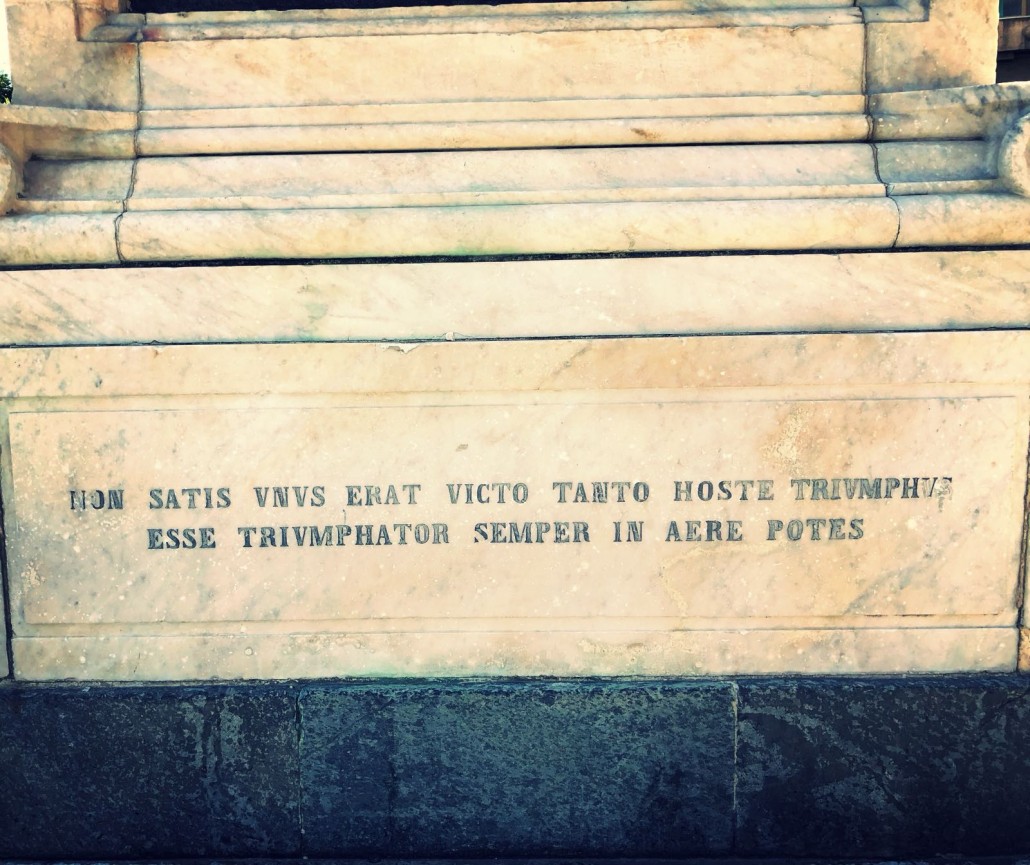 NON SATIS VNVS ERAT VICTO TANTO HOSTE TRIVMPHVS
ESSE TRIVMPHATOR SEMPER IN AERE POTES